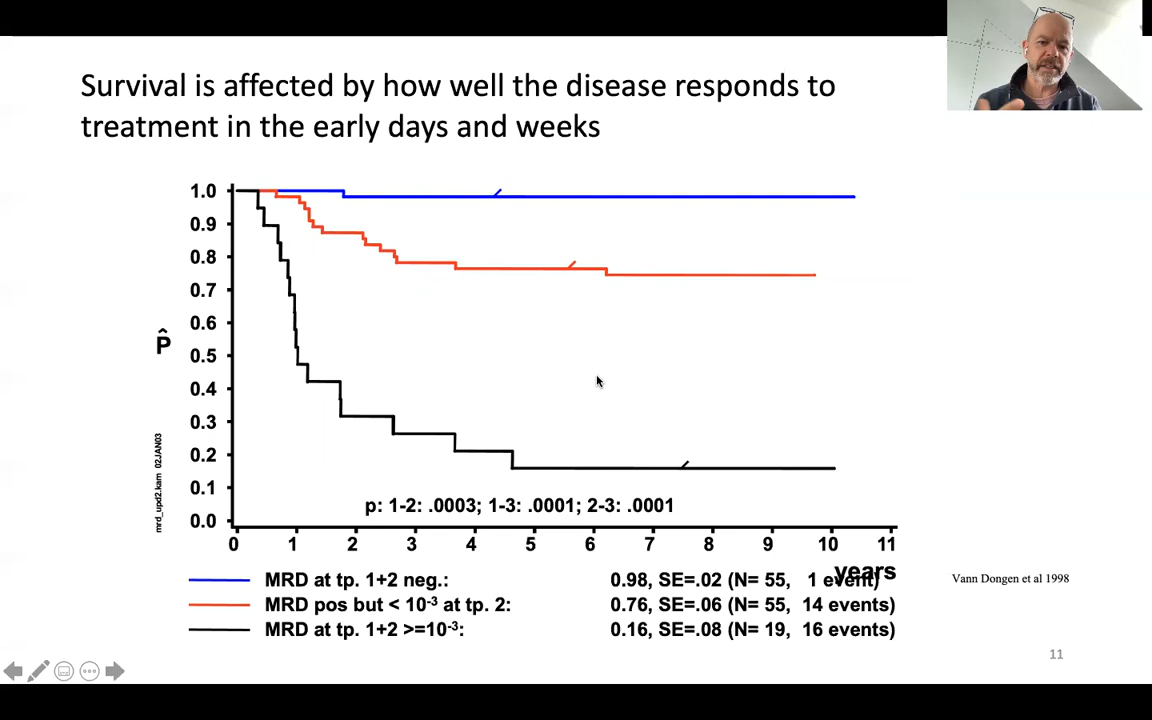 Survival is affected by how well the disease responds to
treatment in the early days and weeks
1.0
0.9
0.8
0.7
0.6
0.5
0.4
0.3
0.2
0.1
0.0
P̂
mrd_upd2.kam 02JAN03
p: 1-2: .0003; 1-3: .0001; 2-3: .0001
0 1 2 3 4 5 6 7 8 9 10 11
years
MRD at tp. 1+2 neg.: 0.98, SE=.02 (N= 55, 1 event)
MRD pos but < 10⁻³ at tp. 2: 0.76, SE=.06 (N= 55, 14 events)
MRD at tp. 1+2 >=10⁻³: 0.16, SE=.08 (N= 19, 16 events)
Vann Dongen et al 1998
11